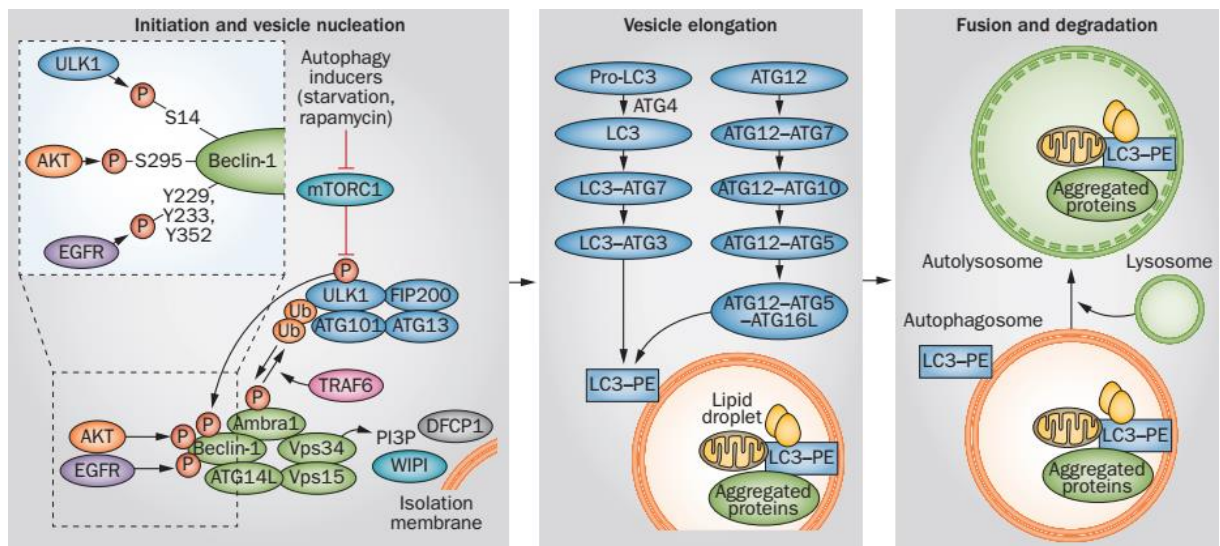 Initiation and vesicle nucleation
ULK1
P
S14
AKT
P
S295
Beclin-1
Y229,
Y233,
Y352
P
EGFR
Autophagy
inducers
(starvation,
rapamycin)
mTORC1
P
ULK1
FIP200
Ub
Ub
ATG101
ATG13
TRAF6
P
Ambra1
P
P
AKT
Beclin-1
Vps34
PI3P
DFCP1
EGFR
P
ATG14L
Vps15
WIPI
Isolation
membrane
Vesicle elongation
Pro-LC3
ATG4
LC3
LC3–ATG7
LC3–ATG3
ATG12
ATG12–ATG7
ATG12–ATG10
ATG12–ATG5
ATG12–ATG5
–ATG16L
LC3–PE
Lipid
droplet
LC3–PE
Aggregated
proteins
Fusion and degradation
LC3–PE
Aggregated
proteins
Autolysosome
Lysosome
Autophagosome
LC3–PE
LC3–PE
Aggregated
proteins